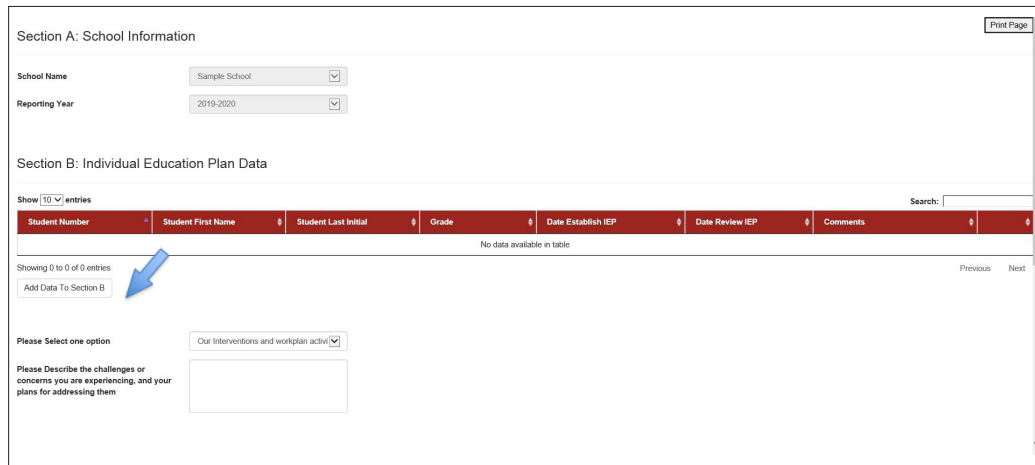 Print Page
Section A: School Information
School Name Sample School
Reporting Year 2019-2020
Section B: Individual Education Plan Data
Show 10 entries Search:
Student Number Student First Name Student Last Initial Grade Date Establish IEP Date Review IEP Comments
No data available in table
Showing 0 to 0 of 0 entries Previous Next
Add Data To Section B
Please Select one option Our Interventions and workplan activi
Please Describe the challenges or
concerns you are experiencing, and your
plans for addressing them